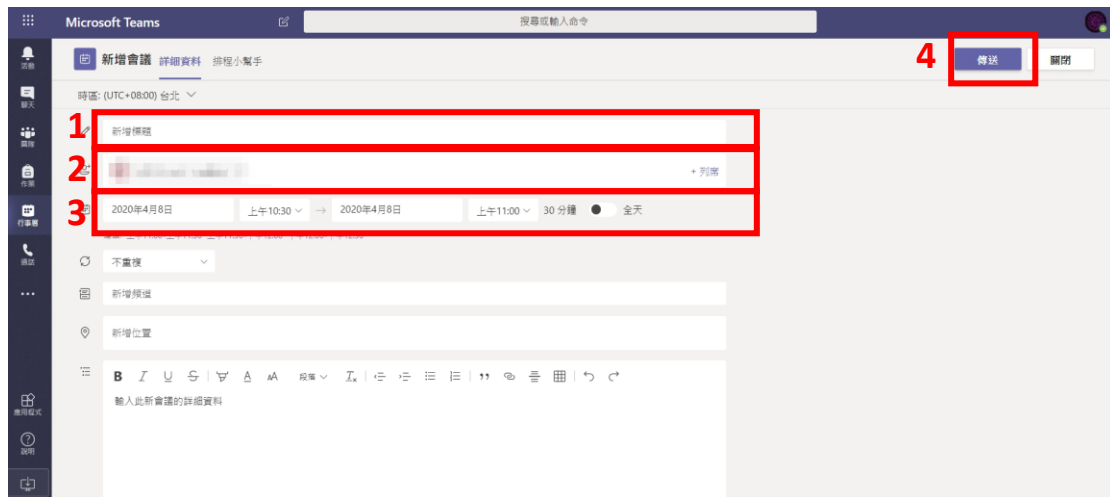 Microsoft Teams
搜尋或輸入命令
活動
聊天
團隊
作業
行事曆
通話
應用程式
說明
新增會議 詳細資料 排程小幫手
4
傳送 關閉
時區: (UTC+08:00) 台北
1
新增標題
2
+ 列席
3
2020年4月8日 上午10:30 → 2020年4月8日 上午11:00 30 分鐘 全天
不重複
新增頻道
新增位置
B I U S A AA 段落
輸入此新會議的詳細資料